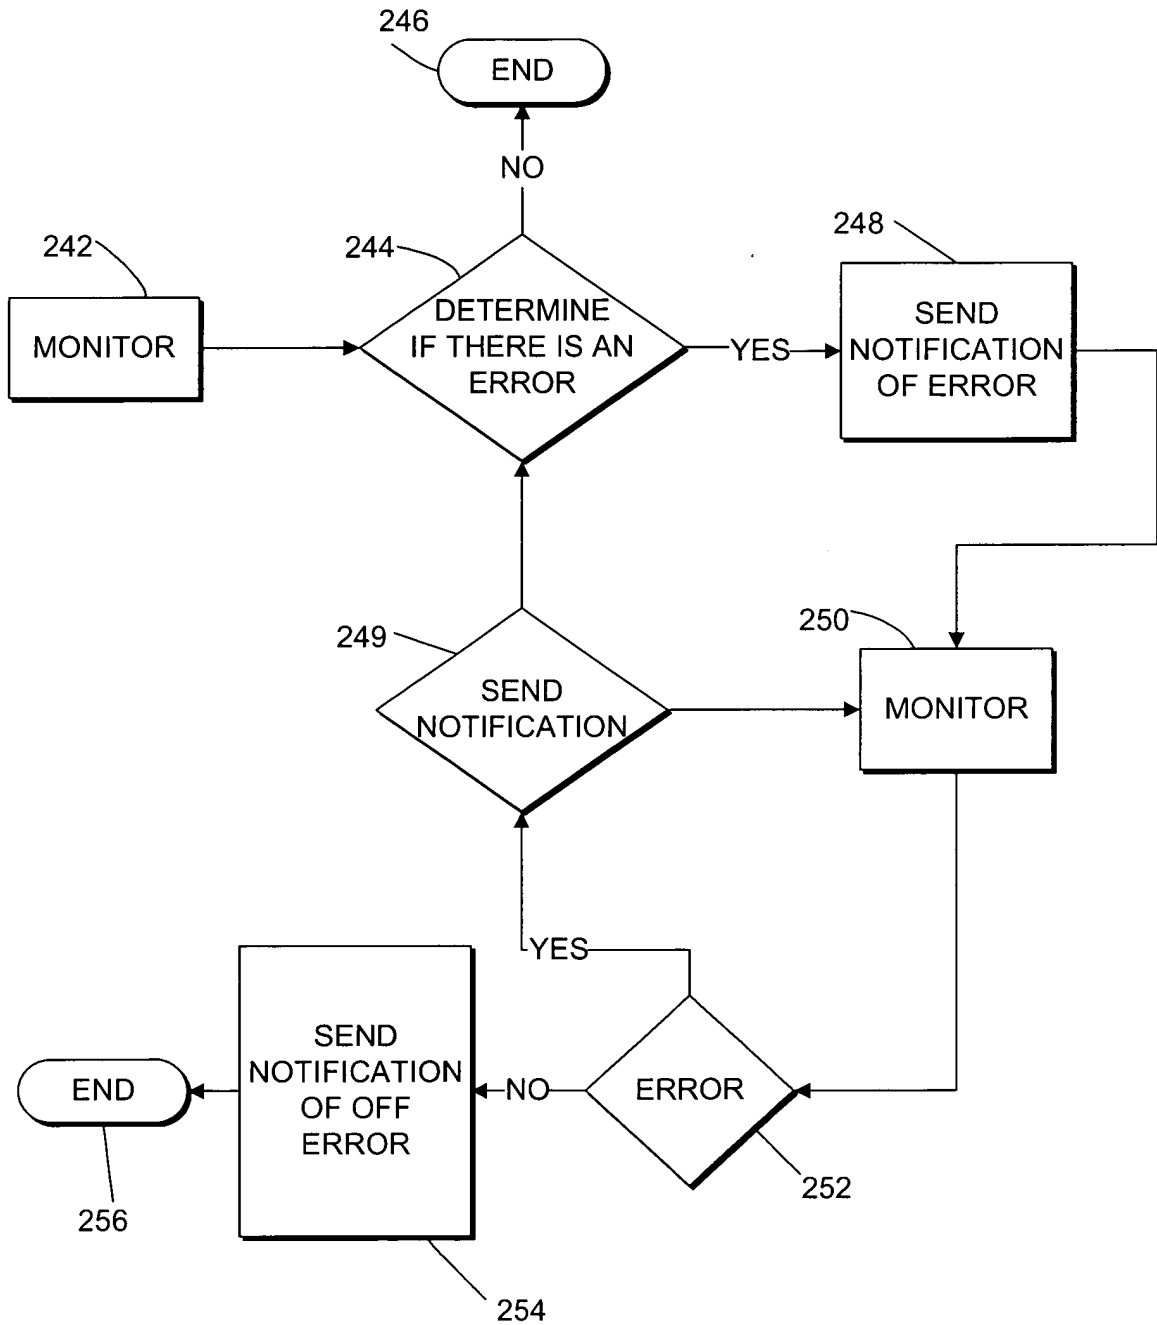 246
END
NO
242
244
248
MONITOR
DETERMINE
IF THERE IS AN
ERROR
YES
SEND
NOTIFICATION
OF ERROR
249
250
SEND
NOTIFICATION
MONITOR
YES
SEND
NOTIFICATION
OF OFF
ERROR
END
NO
ERROR
252
256
254